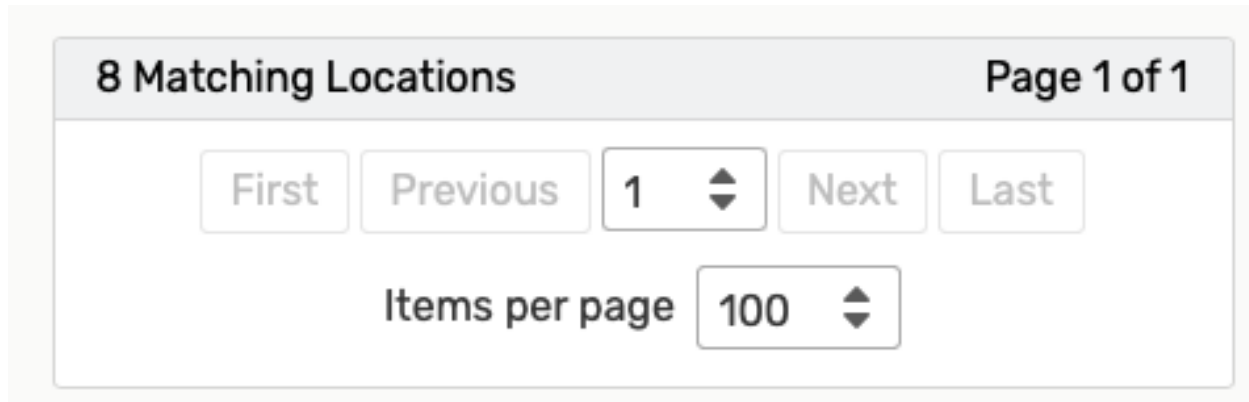 8 Matching Locations Page 1 of 1
First Previous 1 Next Last
Items per page 100